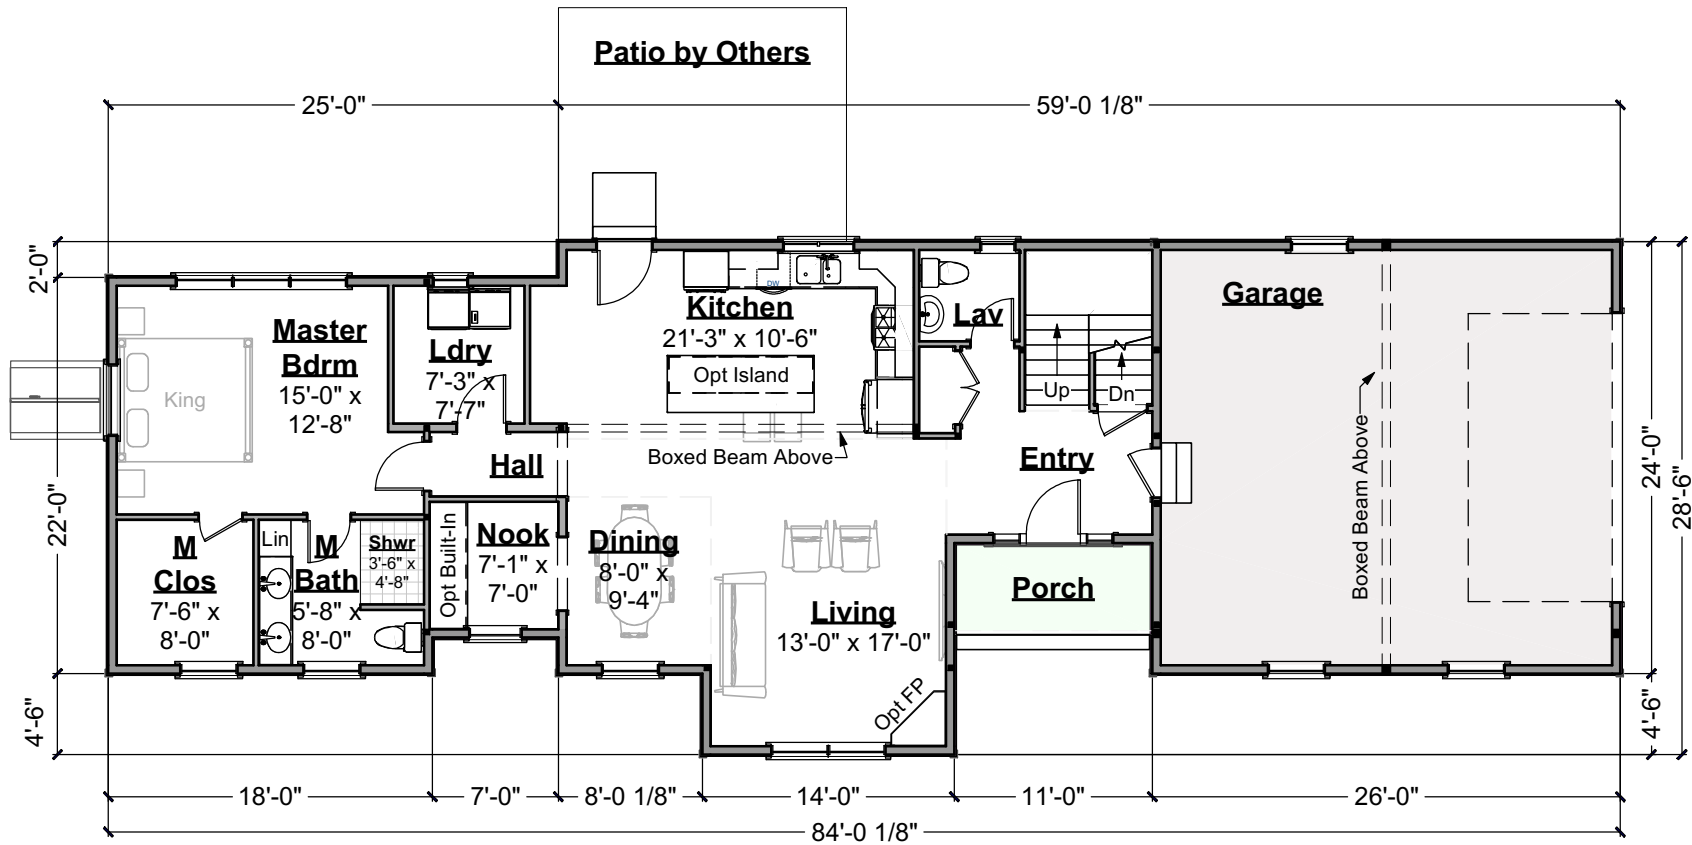 Patio by Others
25'-0"
59'-0 1/8"
2'-0"
22'-0"
4'-6"
Master
Bdrm
15'-0" x
12'-8"
King
Ldry
7'-3" x
7'-7"
DW
Kitchen
21'-3" x 10'-6"
Opt Island
Lav
Up
Dn
Garage
Boxed Beam Above
24'-0"
28'-6"
4'-6"
Hall
Boxed Beam Above
Entry
M
Clos
7'-6" x
8'-0"
Lin
M
Bath
5'-8" x
8'-0"
Shwr
3'-6" x
4'-8"
Opt Built-In
Nook
7'-1" x
7'-0"
Dining
8'-0" x
9'-4"
Living
13'-0" x 17'-0"
Opt FP
Porch
18'-0"
7'-0"
8'-0 1/8"
14'-0"
11'-0"
26'-0"
84'-0 1/8"